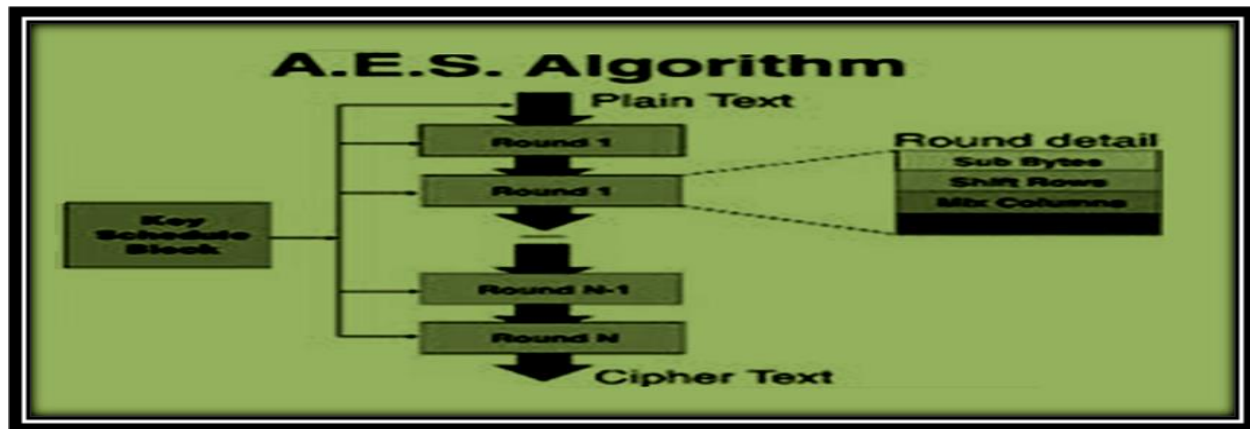 A.E.S. Algorithm
Plain Text
Round 1
Round 1
Round N-1
Round N
Cipher Text
Key
Schedule
Block
Round detail
Sub Bytes
Shift Rows
Mix Columns